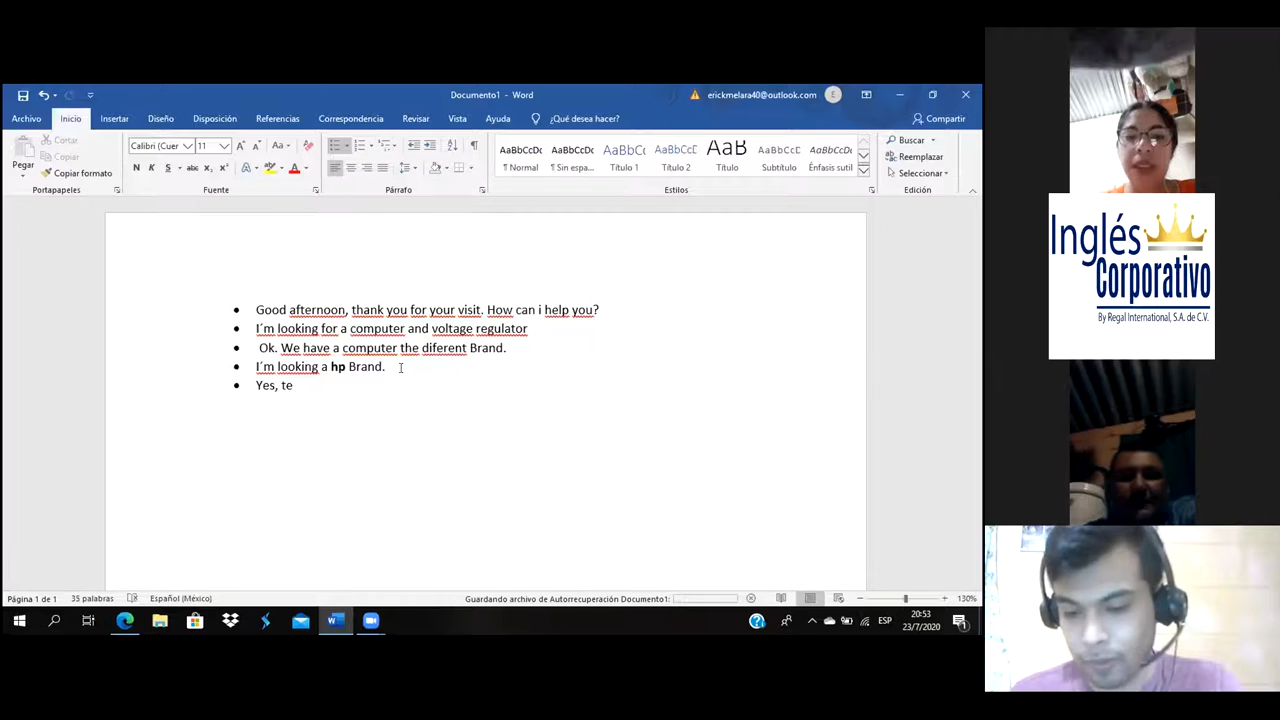 Documento1 - Word
erickmelara40@outlook.com
E
Archivo Inicio Insertar Diseño Disposición Referencias Correspondencia Revisar Vista Ayuda ¿Qué desea hacer? Compartir
Pegar
Cortar
Copiar
Copiar formato
Portapapeles
Calibri (Cuer 11
Fuente
Párrafo
AaBbCcDc AaBbCcDc AaBbCc AaBbCcC AaB AaBbCcC AaBbCcDc
¶ Normal ¶ Sin espa... Título 1 Título 2 Título Subtítulo Énfasis sutil
Estilos
Buscar
Reemplazar
Seleccionar
Edición
• Good afternoon, thank you for your visit. How can i help you?
• I´m looking for a computer and voltage regulator
• Ok. We have a computer the diferent Brand.
• I´m looking a hp Brand.
• Yes, te
Página 1 de 1 35 palabras Español (México) Guardando archivo de Autorrecuperación Documento1: 130%
ESP
20:53
23/7/2020
Inglés
Corporativo
By Regal International, S.A. de C.V.